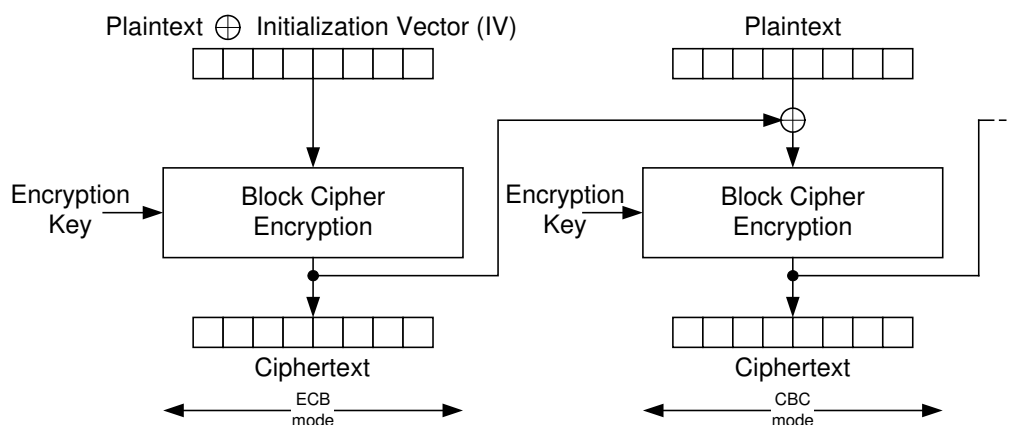 Plaintext ⊕ Initialization Vector (IV)
Plaintext
Encryption
Key
Block Cipher
Encryption
Encryption
Key
Block Cipher
Encryption
Ciphertext
Ciphertext
ECB
mode
CBC
mode